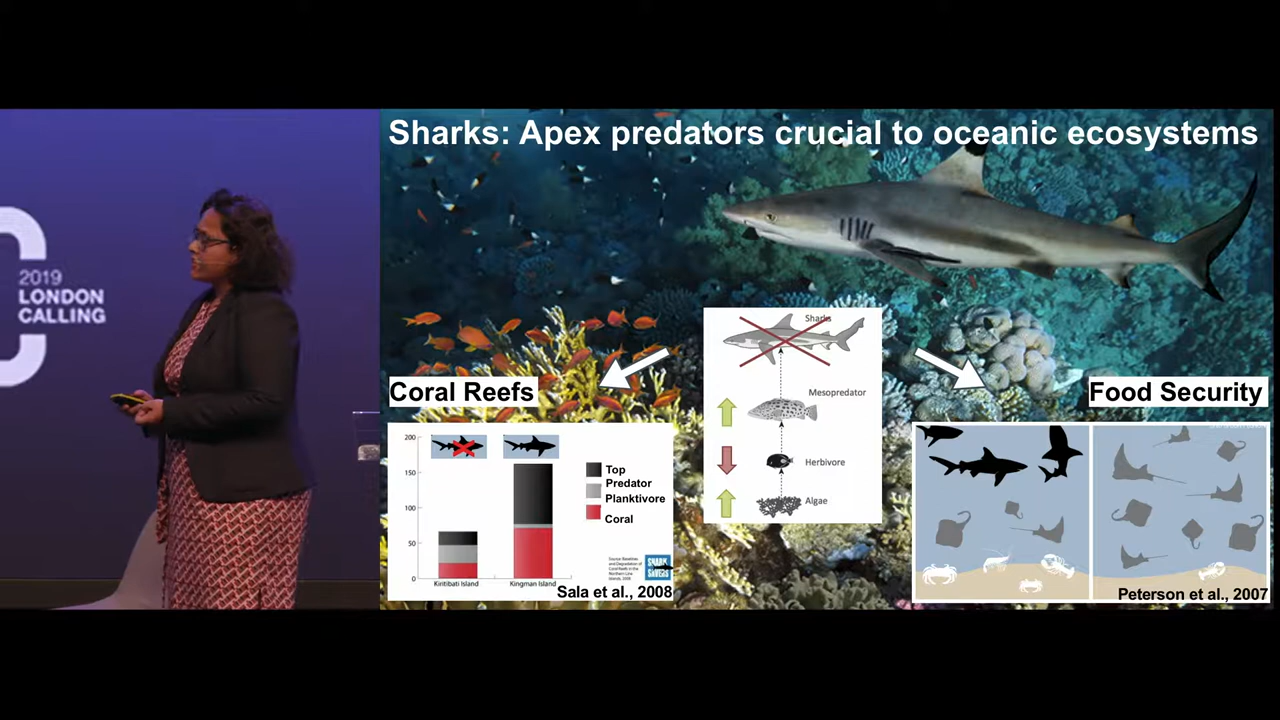 Sharks: Apex predators crucial to oceanic ecosystems
2019
LONDON
CALLING
Coral Reefs
Food Security
Sharks
Mesopredator
Herbivore
Algae
200
150
100
50
0
Kiritibati Island
Kingman Island
Top
Predator
Planktivore
Coral
SHARK
SAVERS
Sala et al., 2008
Peterson et al., 2007